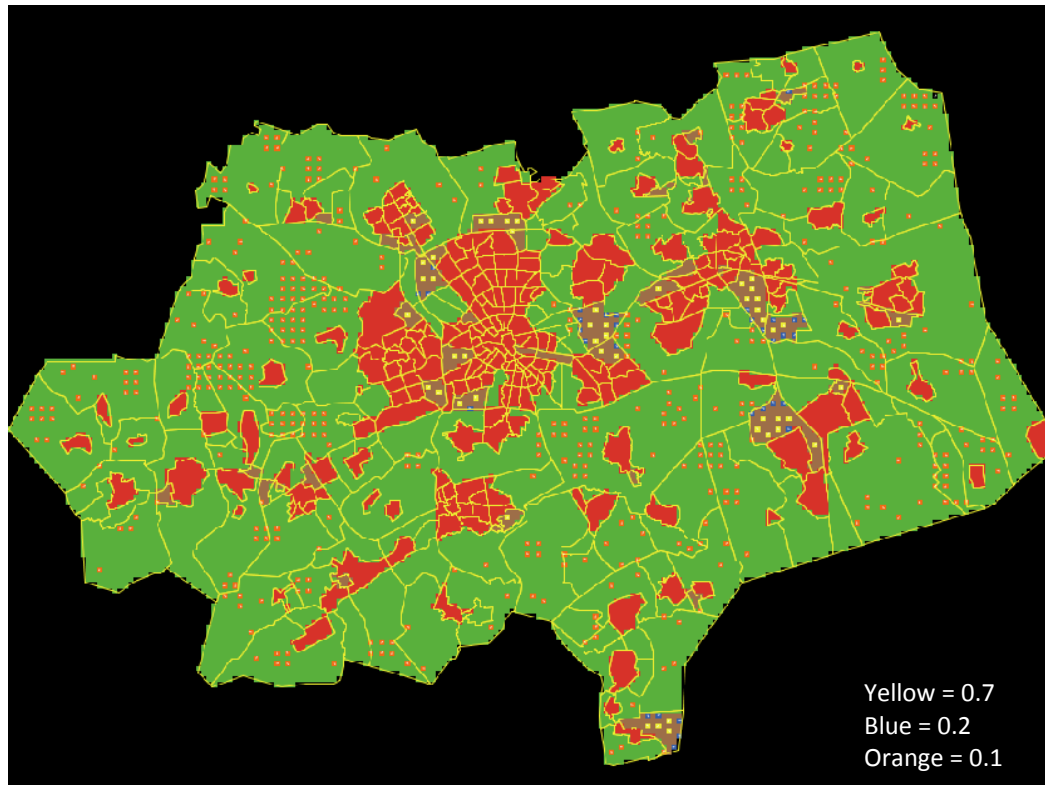 Yellow = 0.7
Blue = 0.2
Orange = 0.1